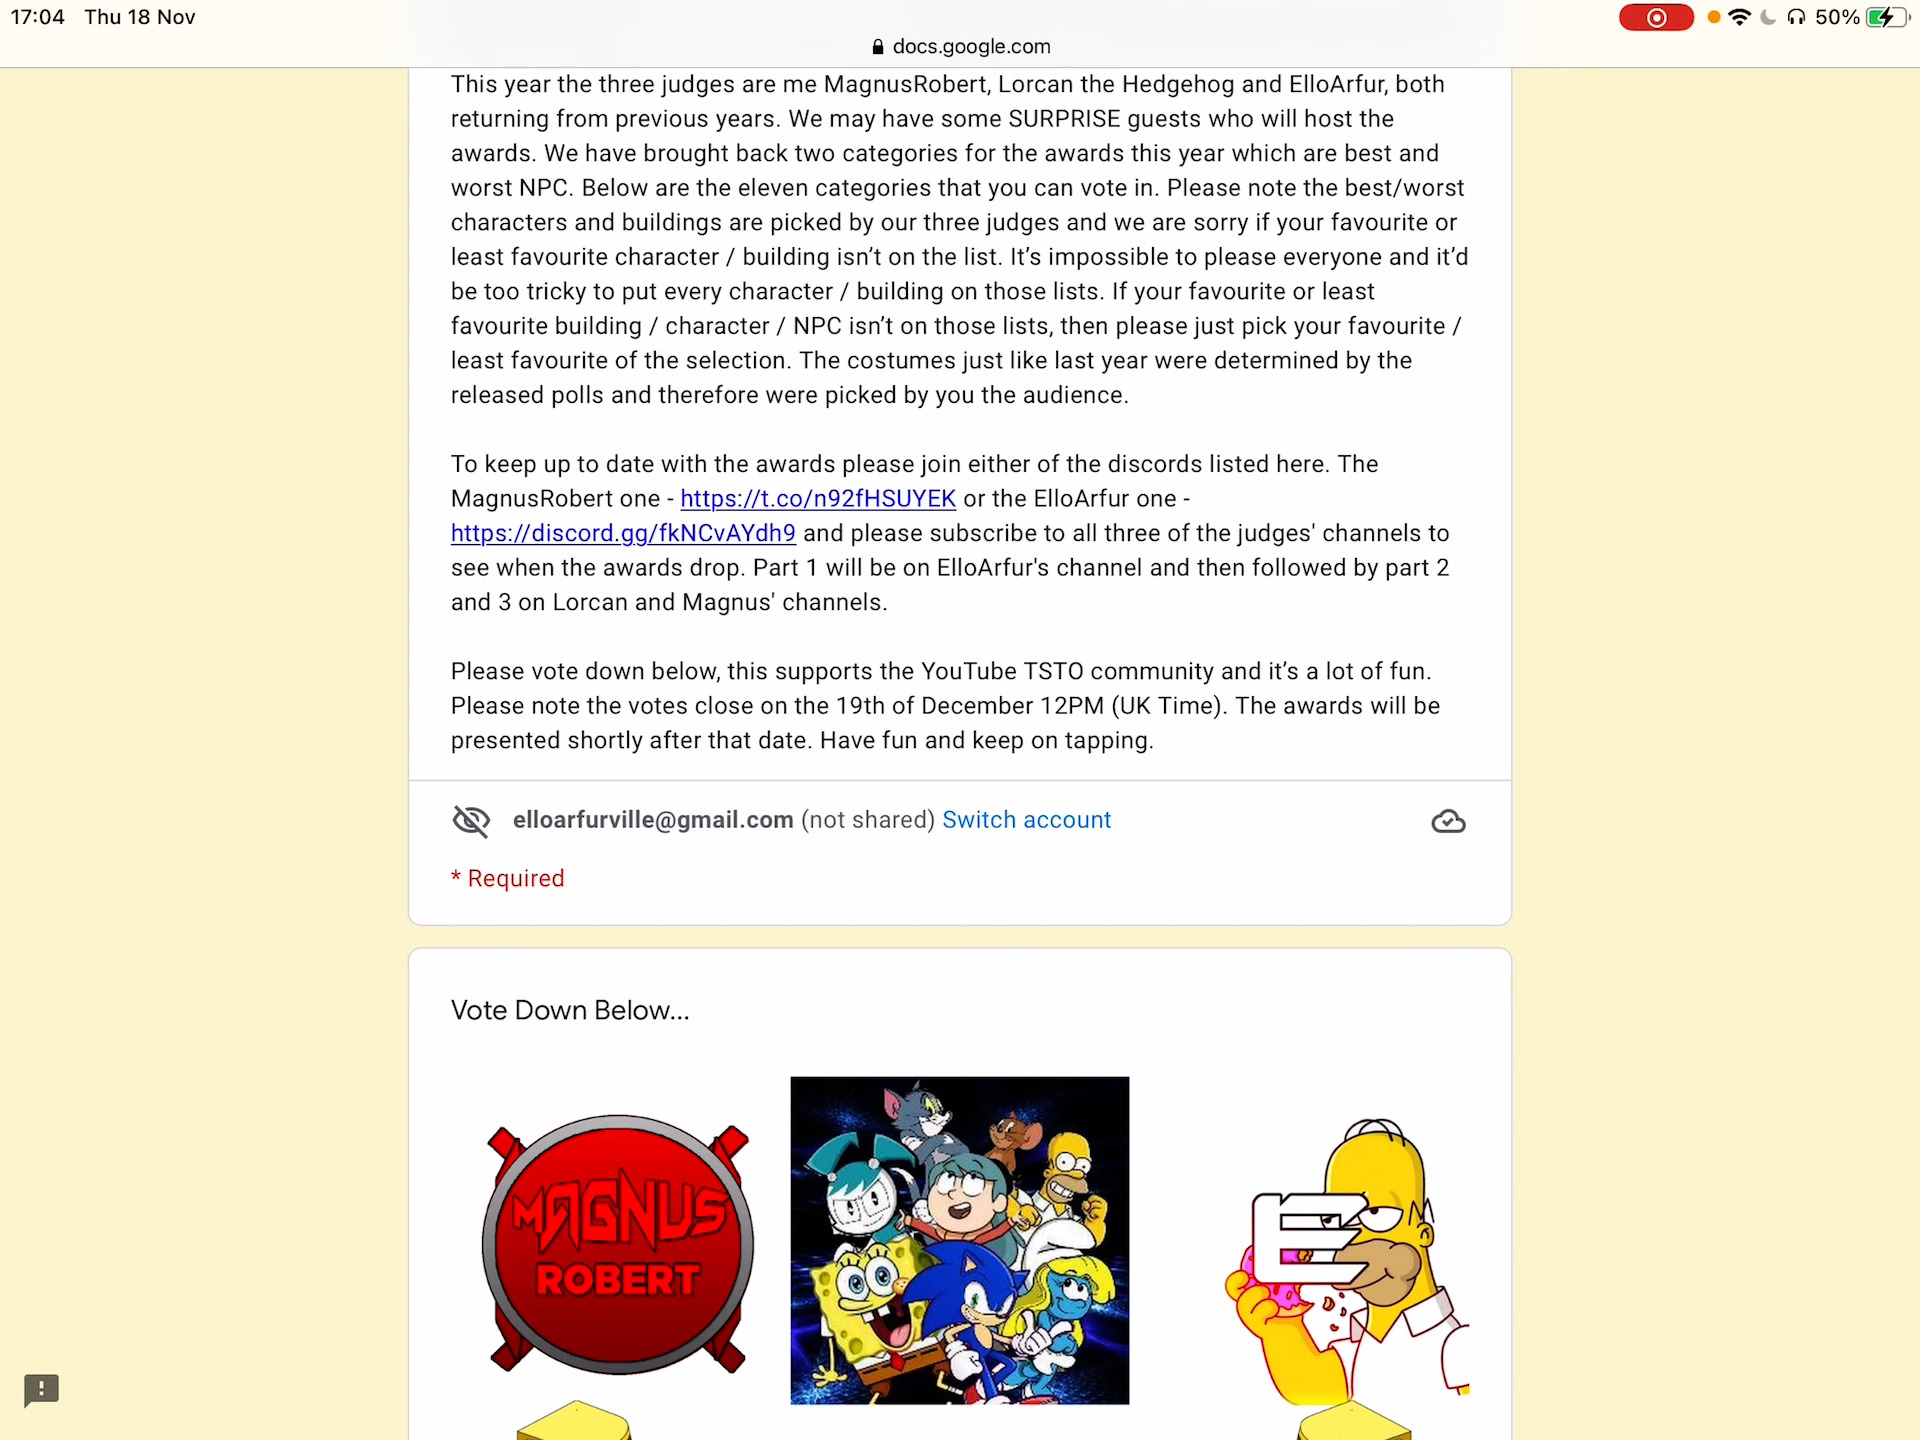 17:04 Thu 18 Nov
50%
docs.google.com
This year the three judges are me MagnusRobert, Lorcan the Hedgehog and ElloArfur, both
returning from previous years. We may have some SURPRISE guests who will host the
awards. We have brought back two categories for the awards this year which are best and
worst NPC. Below are the eleven categories that you can vote in. Please note the best/worst
characters and buildings are picked by our three judges and we are sorry if your favourite or
least favourite character / building isn’t on the list. It’s impossible to please everyone and it’d
be too tricky to put every character / building on those lists. If your favourite or least
favourite building / character / NPC isn’t on those lists, then please just pick your favourite /
least favourite of the selection. The costumes just like last year were determined by the
released polls and therefore were picked by you the audience.
To keep up to date with the awards please join either of the discords listed here. The
MagnusRobert one - https://t.co/n92fHSUYEK or the ElloArfur one -
https://discord.gg/fkNCvAYdh9 and please subscribe to all three of the judges' channels to
see when the awards drop. Part 1 will be on ElloArfur's channel and then followed by part 2
and 3 on Lorcan and Magnus' channels.
Please vote down below, this supports the YouTube TSTO community and it’s a lot of fun.
Please note the votes close on the 19th of December 12PM (UK Time). The awards will be
presented shortly after that date. Have fun and keep on tapping.
elloarfurville@gmail.com (not shared) Switch account
* Required
Vote Down Below...
MAGNUS
ROBERT
E